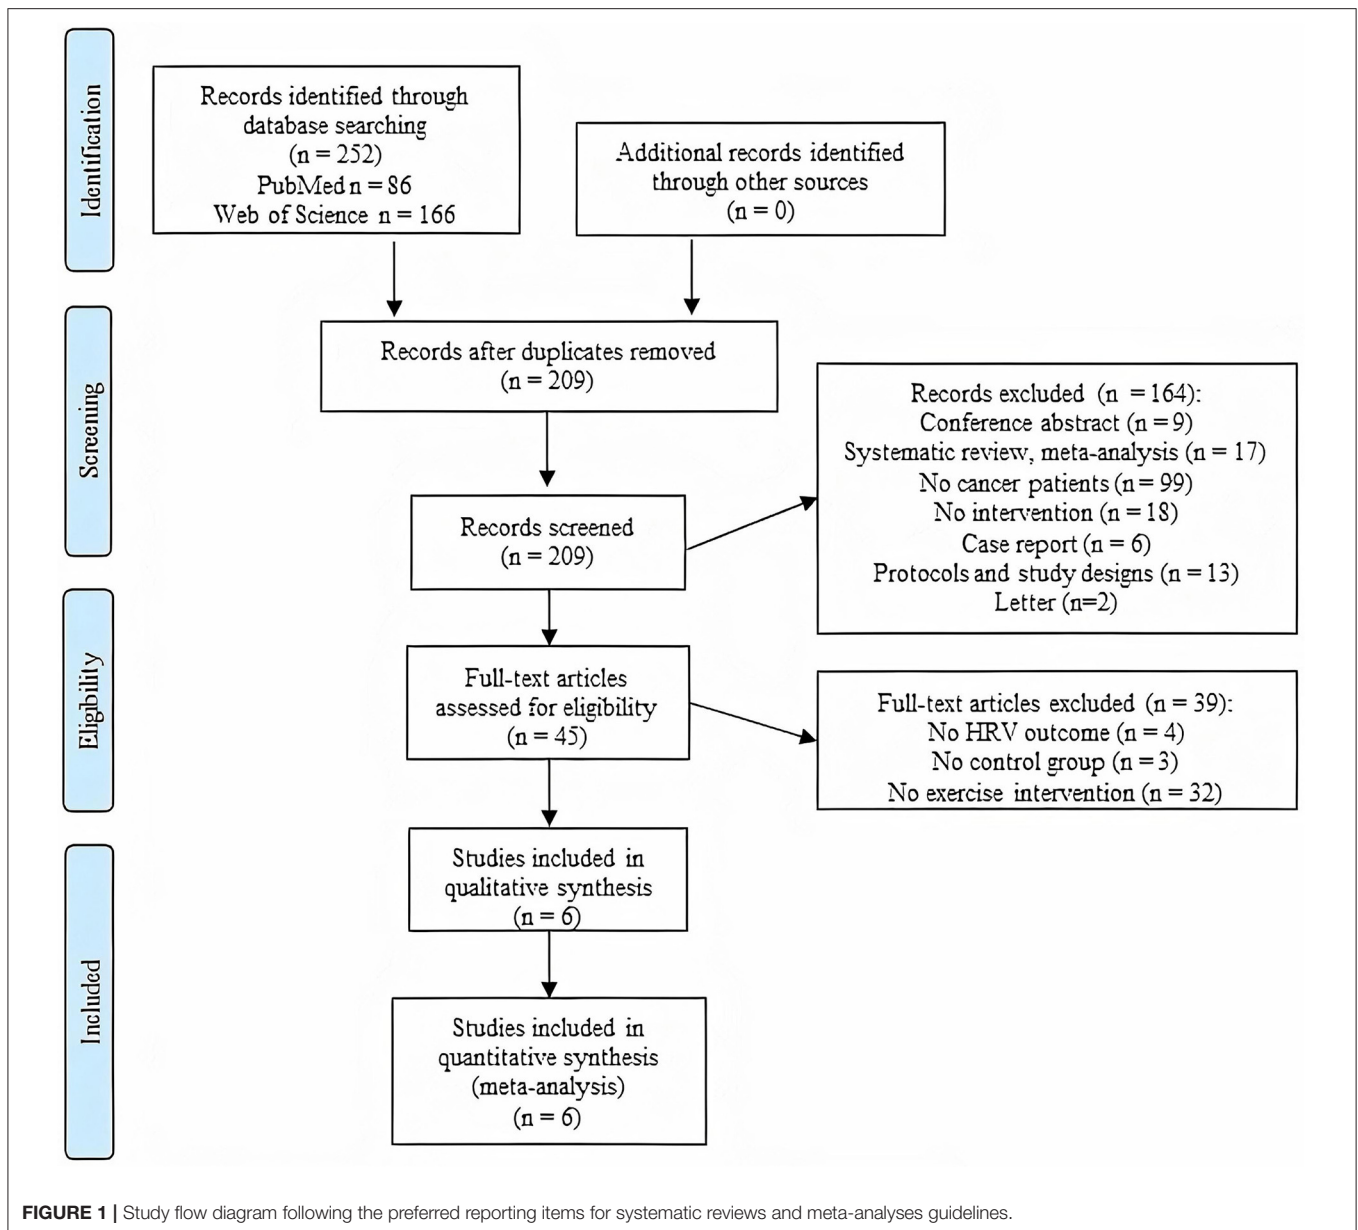 Identification
Records identified through
database searching
(n = 252)
PubMed n = 86
Web of Science n = 166
Additional records identified
through other sources
(n = 0)
Screening
Records after duplicates removed
(n = 209)
Records screened
(n = 209)
Records excluded (n = 164):
Conference abstract (n = 9)
Systematic review, meta-analysis (n = 17)
No cancer patients (n = 99)
No intervention (n = 18)
Case report (n = 6)
Protocols and study designs (n = 13)
Letter (n=2)
Eligibility
Full-text articles
assessed for eligibility
(n = 45)
Full-text articles excluded (n = 39):
No HRV outcome (n = 4)
No control group (n = 3)
No exercise intervention (n = 32)
Included
Studies included in
qualitative synthesis
(n = 6)
Studies included in
quantitative synthesis
(meta-analysis)
(n = 6)
FIGURE 1 | Study flow diagram following the preferred reporting items for systematic reviews and meta-analyses guidelines.